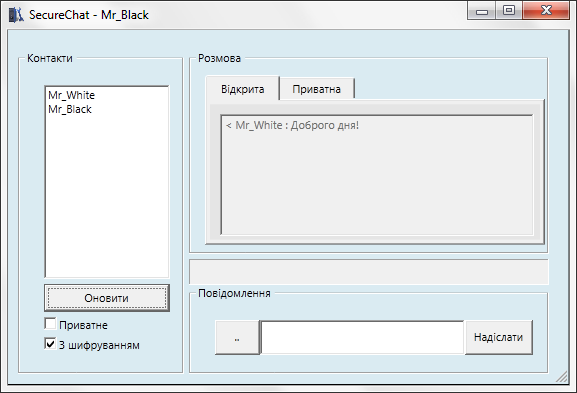 SecureChat - Mr_Black
Контакти
Mr_White
Mr_Black
Оновити
Приватне
З шифруванням
Розмова
Відкрита
Приватна
< Mr_White : Доброго дня!
Повідомлення
..
Надіслати